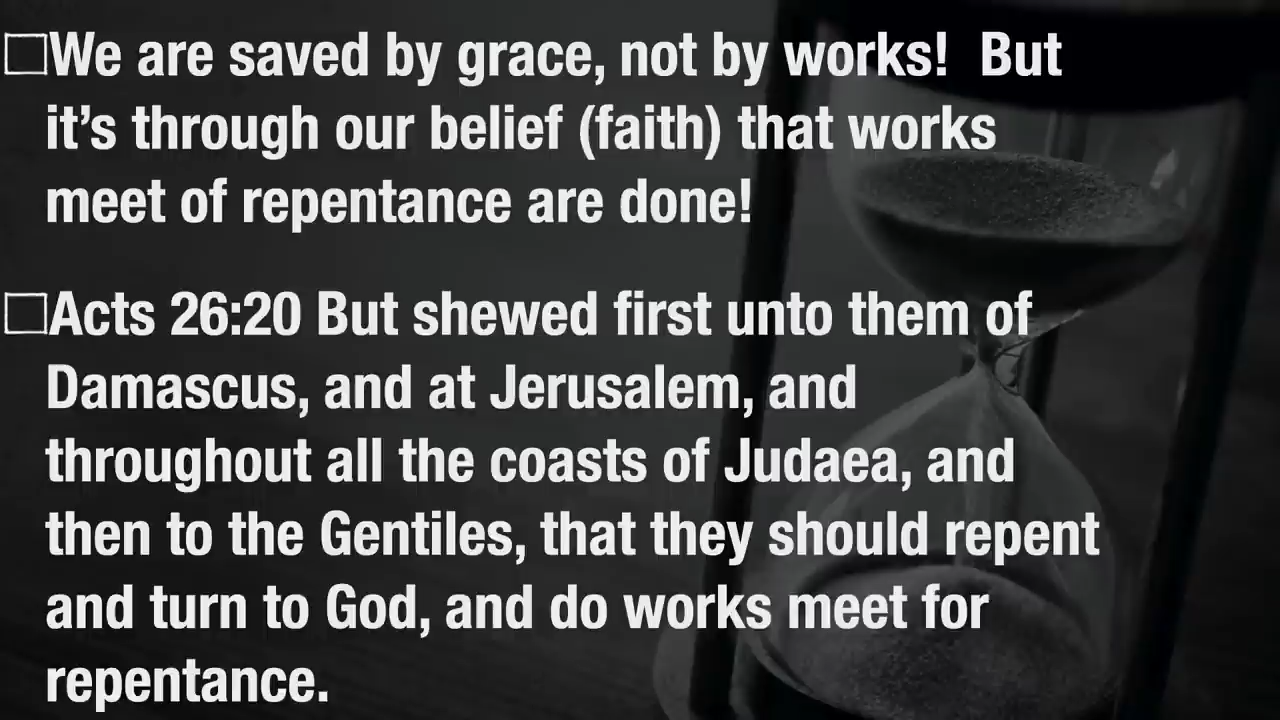 We are saved by grace, not by works!  But
it’s through our belief (faith) that works
meet of repentance are done!
Acts 26:20 But shewed first unto them of
Damascus, and at Jerusalem, and
throughout all the coasts of Judaea, and
then to the Gentiles, that they should repent
and turn to God, and do works meet for
repentance.